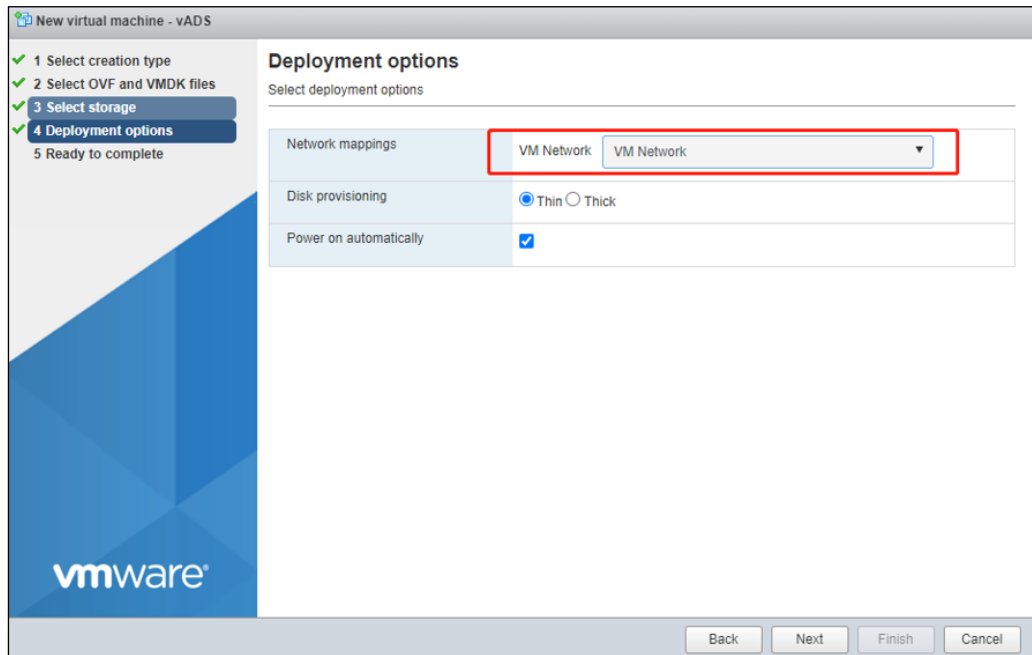 New virtual machine - vADS
1 Select creation type
2 Select OVF and VMDK files
3 Select storage
4 Deployment options
5 Ready to complete
Deployment options
Select deployment options
Network mappings
VM Network VM Network
Disk provisioning
Thin Thick
Power on automatically
vmware®
Back Next Finish Cancel